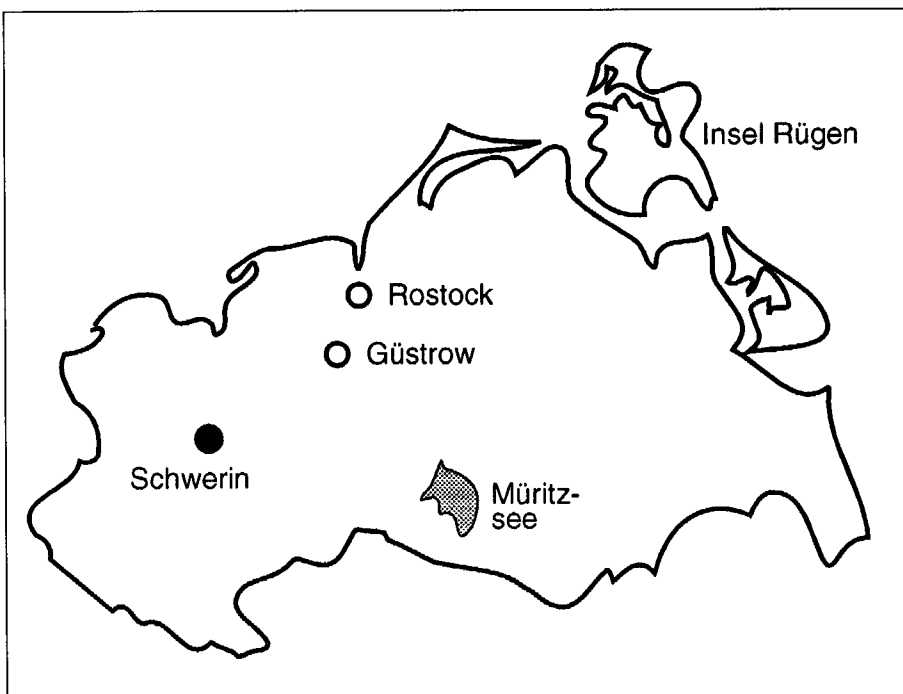 Insel Rügen
Rostock
Güstrow
Schwerin
Müritz-
see